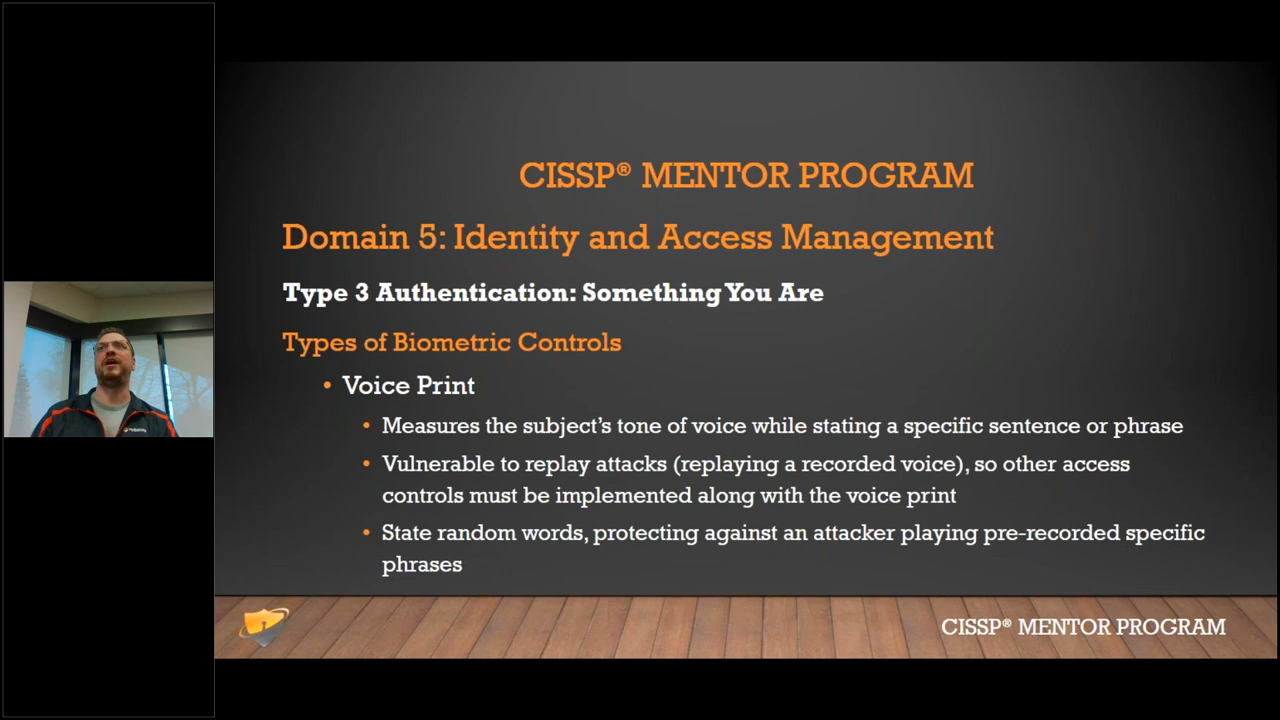 CISSP® MENTOR PROGRAM
Domain 5: Identity and Access Management
Type 3 Authentication: Something You Are
Types of Biometric Controls
• Voice Print
• Measures the subject's tone of voice while stating a specific sentence or phrase
• Vulnerable to replay attacks (replaying a recorded voice), so other access
controls must be implemented along with the voice print
• State random words, protecting against an attacker playing pre-recorded specific
phrases
CISSP® MENTOR PROGRAM